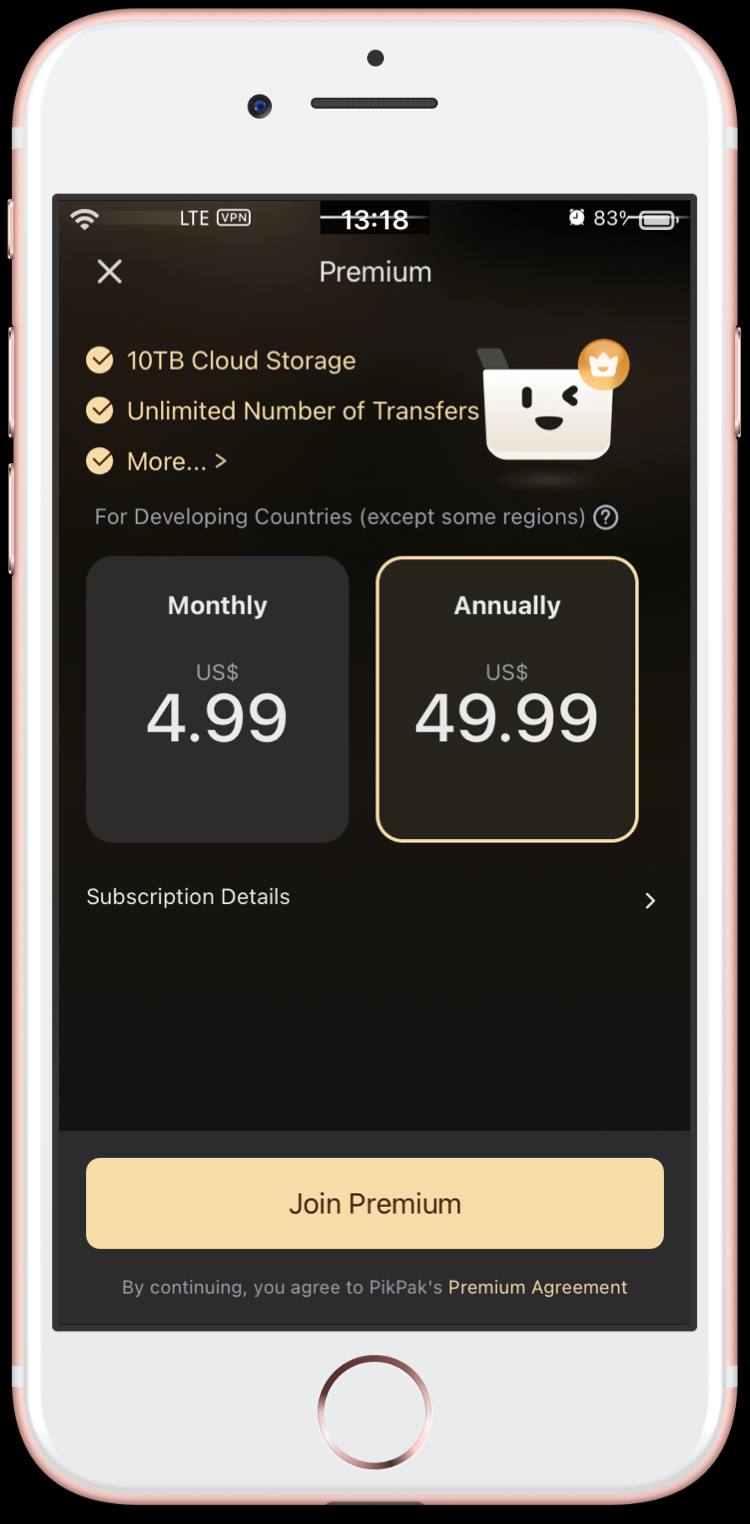 LTE VPN 13:18 83%
Premium
10TB Cloud Storage
Unlimited Number of Transfers
More... >
For Developing Countries (except some regions) ?
Monthly
US$
4.99
Annually
US$
49.99
Subscription Details
Join Premium
By continuing, you agree to PikPak's Premium Agreement